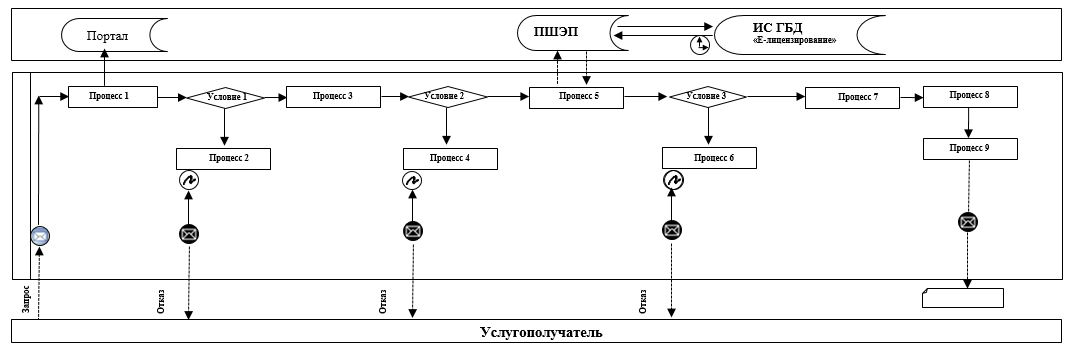 Портал
ПШЭП
ИС ГБД
«Е-лицензирование»
Процесс 1
Условие 1
Процесс 3
Условие 2
Процесс 5
Условие 3
Процесс 7
Процесс 8
Процесс 2
Процесс 4
Процесс 6
Процесс 9
Запрос
Отказ
Отказ
Отказ
Услугополучатель